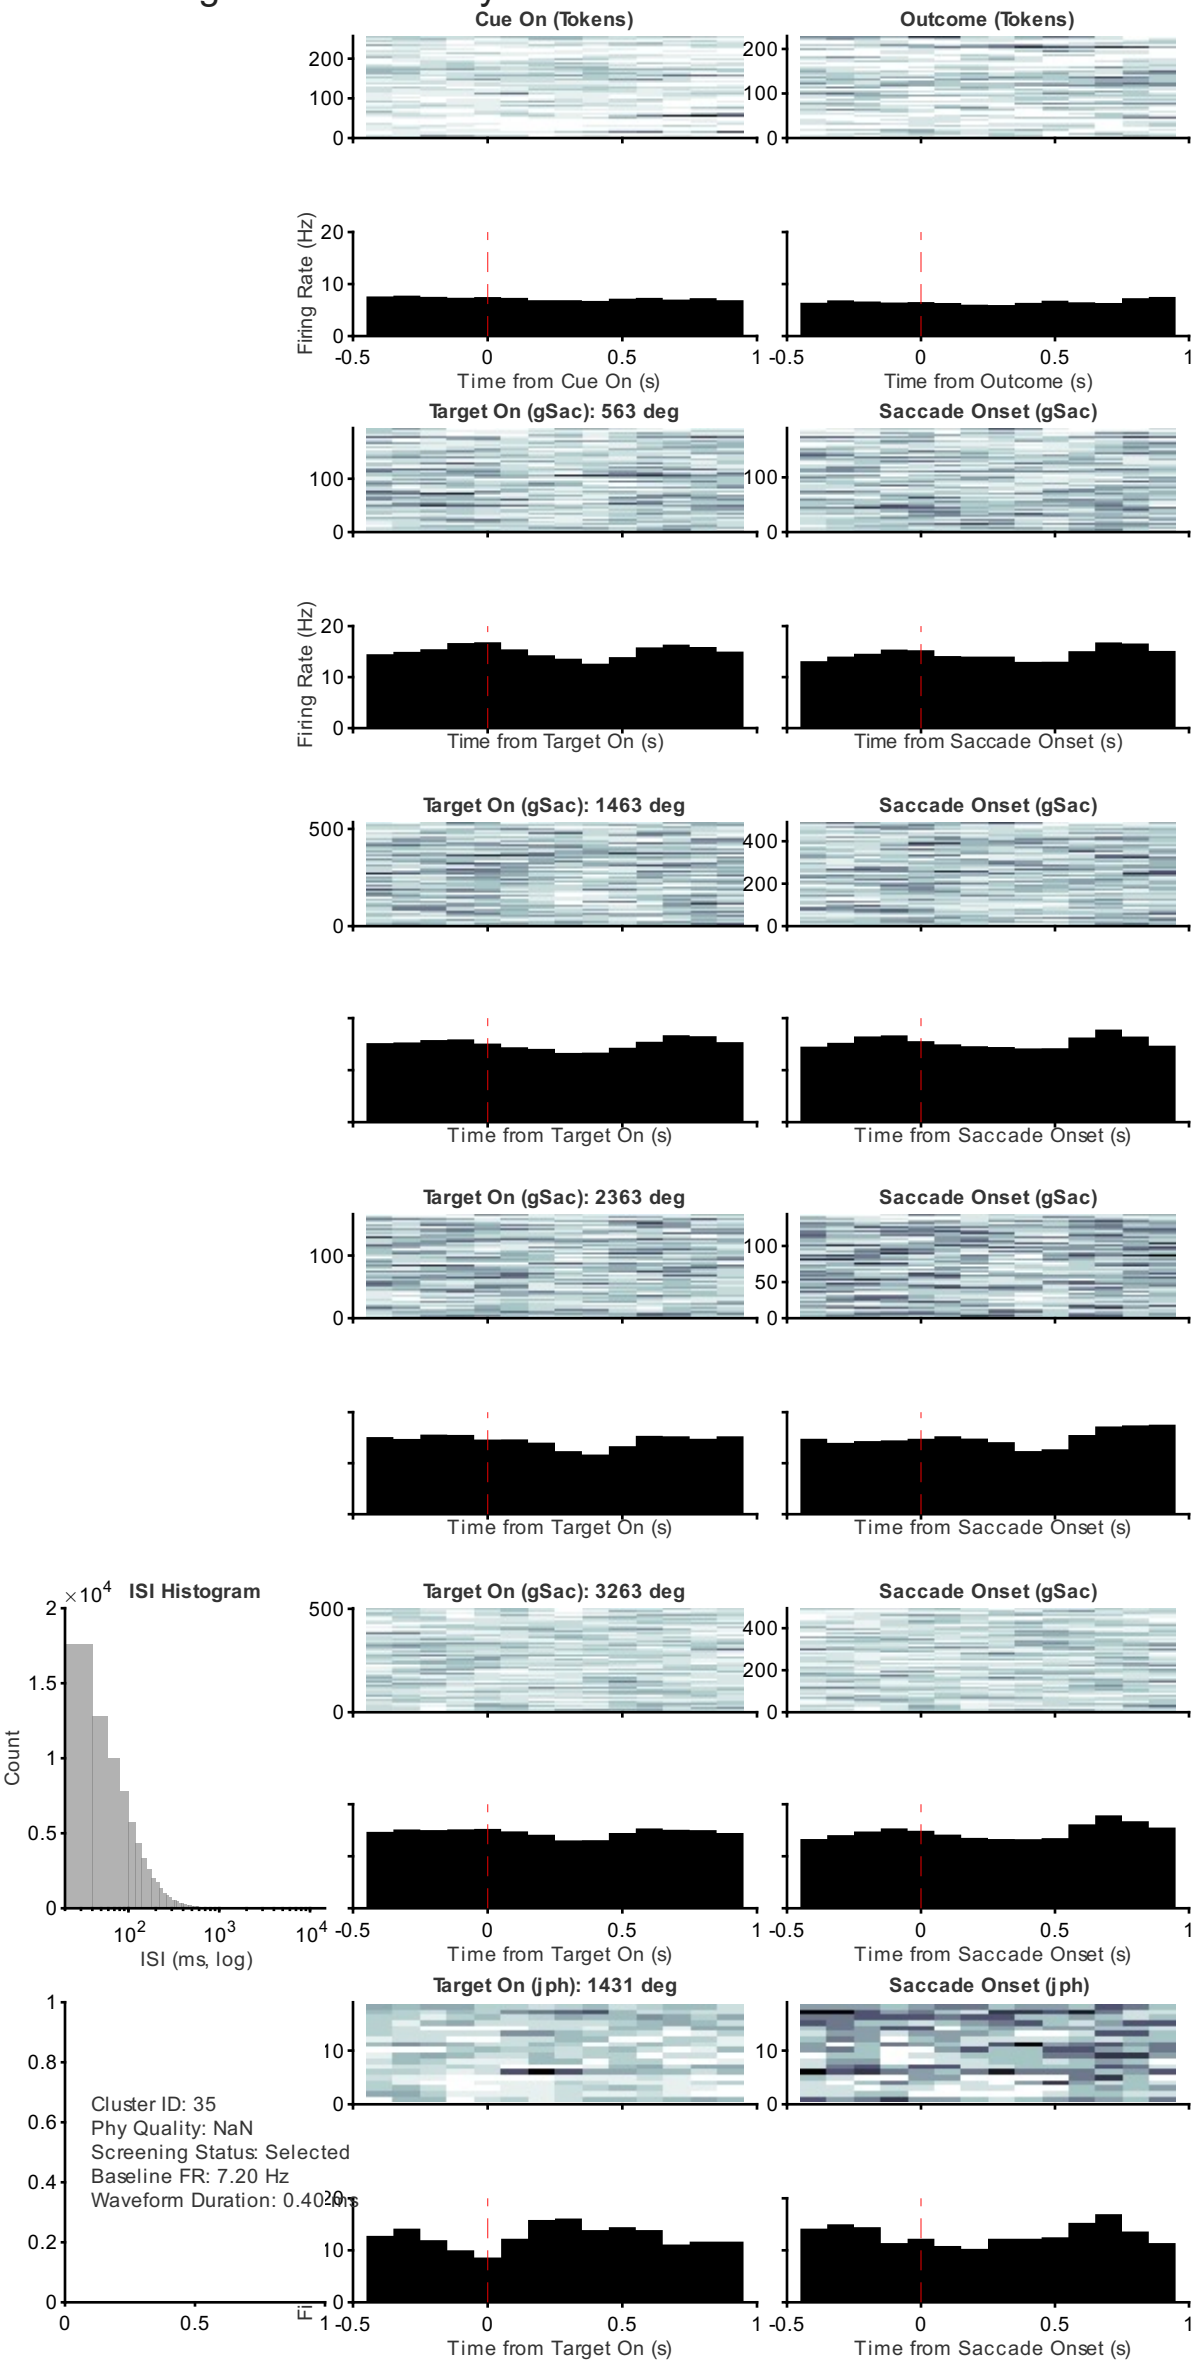 Cue On (Tokens)
Outcome (Tokens)
200
100
0
200
100
0
Firing Rate (Hz)
20
10
0
-0.5
0
0.5
1
-0.5
0
0.5
1
Time from Cue On (s)
Time from Outcome (s)
Target On (gSac): 563 deg
Saccade Onset (gSac)
100
0
100
0
Firing Rate (Hz)
20
10
0
Time from Target On (s)
Time from Saccade Onset (s)
Target On (gSac): 1463 deg
Saccade Onset (gSac)
500
0
400
200
0
Time from Target On (s)
Time from Saccade Onset (s)
Target On (gSac): 2363 deg
Saccade Onset (gSac)
100
0
100
50
0
Time from Target On (s)
Time from Saccade Onset (s)
×10⁴
ISI Histogram
Target On (gSac): 3263 deg
Saccade Onset (gSac)
2
1.5
1
0.5
0
Count
500
0
400
200
0
10²
10³
10⁴
ISI (ms, log)
-0.5
0
0.5
1
-0.5
0
0.5
1
Time from Target On (s)
Time from Saccade Onset (s)
Target On (jph): 1431 deg
Saccade Onset (jph)
1
0.8
0.6
0.4
0.2
0
10
0
10
0
Cluster ID: 35
Phy Quality: NaN
Screening Status: Selected
Baseline FR: 7.20 Hz
Waveform Duration: 0.40 ms
20
10
0
Fi
0
0.5
1
-0.5
0
0.5
1
-0.5
0
0.5
1
Time from Target On (s)
Time from Saccade Onset (s)